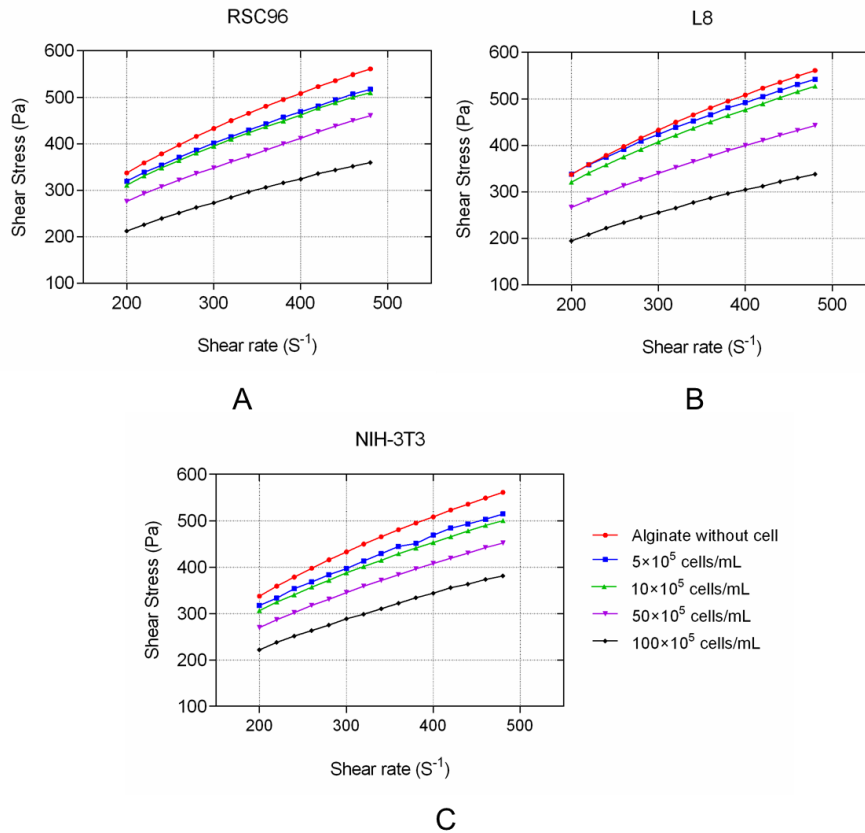 RSC96
600
500
400
300
200
100
Shear Stress (Pa)
200
300
400
500
Shear rate (S⁻¹)
A
L8
600
500
400
300
200
100
Shear Stress (Pa)
200
300
400
500
Shear rate (S⁻¹)
B
NIH-3T3
600
500
400
300
200
100
Shear Stress (Pa)
200
300
400
500
Shear rate (S⁻¹)
C
Alginate without cell
5×10⁵ cells/mL
10×10⁵ cells/mL
50×10⁵ cells/mL
100×10⁵ cells/mL